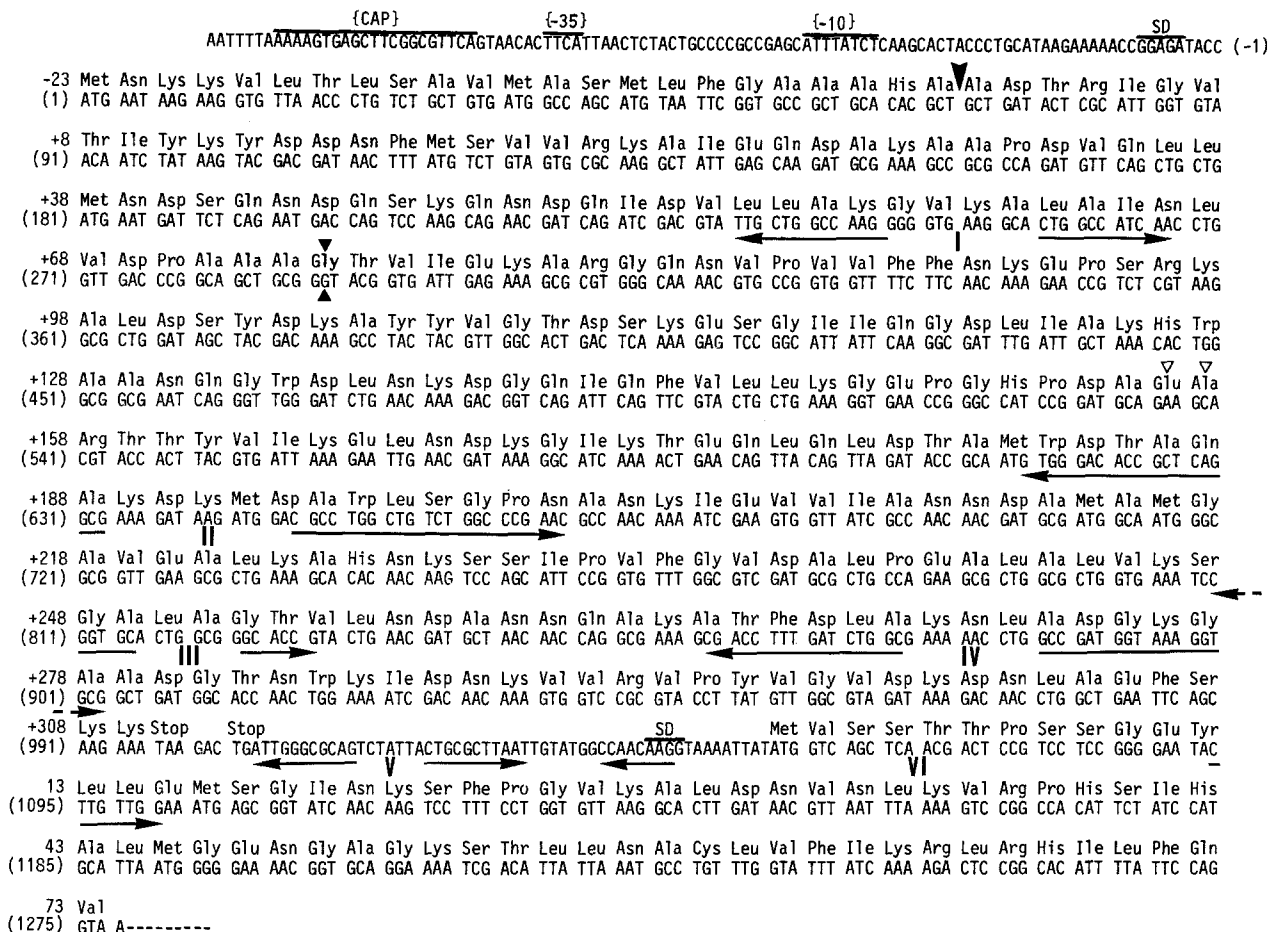 {CAP} {-35} {-10} SD
AATTTTAAAAAGTGAGCTTCGGCGTTCAGTAACACTTCATTAACTCTACTGCCCCGCCGAGCATTTATCTCAAGCACTACCCTGCATAAGAAAAACCGGAGATACC (-1)
-23 Met Asn Lys Lys Val Leu Thr Leu Ser Ala Val Met Ala Ser Met Leu Phe Gly Ala Ala Ala His Ala Ala Asp Thr Arg Ile Gly Val
(1) ATG AAT AAG AAG GTG TTA ACC CTG TCT GCT GTG ATG GCC AGC ATG TAA TTC GGT GCC GCT GCA CAC GCT GCT GAT ACT CGC ATT GGT GTA
+8 Thr Ile Tyr Lys Tyr Asp Asp Asn Phe Met Ser Val Val Arg Lys Ala Ile Glu Gln Asp Ala Lys Ala Ala Pro Asp Val Gln Leu Leu
(91) ACA ATC TAT AAG TAC GAC GAT AAC TTT ATG TCT GTA GTG CGC AAG GCT ATT GAG CAA GAT GCG AAA GCC GCG CCA GAT GTT CAG CTG CTG
+38 Met Asn Asp Ser Gln Asn Asp Gln Ser Lys Gln Asn Asp Gln Ile Asp Val Leu Leu Ala Lys Gly Val Lys Ala Leu Ala Ile Asn Leu
(181) ATG AAT GAT TCT CAG AAT GAC CAG TCC AAG CAG AAC GAT CAG ATC GAC GTA TTG CTG GCC AAG GGG GTG AAG GCA CTG GCC ATC AAC CTG
I
+68 Val Asp Pro Ala Ala Ala Gly Thr Val Ile Glu Lys Ala Arg Gly Gln Asn Val Pro Val Val Phe Phe Asn Lys Glu Pro Ser Arg Lys
(271) GTT GAC CCG GCA GCT GCG GGT ACG GTG ATT GAG AAA GCG CGT GGG CAA AAC GTG CCG GTG GTT TTC TTC AAC AAA GAA CCG TCT CGT AAG
+98 Ala Leu Asp Ser Tyr Asp Lys Ala Tyr Tyr Val Gly Thr Asp Ser Lys Glu Ser Gly Ile Ile Gln Gly Asp Leu Ile Ala Lys His Trp
(361) GCG CTG GAT AGC TAC GAC AAA GCC TAC TAC GTT GGC ACT GAC TCA AAA GAG TCC GGC ATT ATT CAA GGC GAT TTG ATT GCT AAA CAC TGG
+128 Ala Ala Asn Gln Gly Trp Asp Leu Asn Lys Asp Gly Gln Ile Gln Phe Val Leu Leu Lys Gly Glu Pro Gly His Pro Asp Ala Glu Ala
(451) GCG GCG AAT CAG GGT TGG GAT CTG AAC AAA GAC GGT CAG ATT CAG TTC GTA CTG CTG AAA GGT GAA CCG GGC CAT CCG GAT GCA GAA GCA
+158 Arg Thr Thr Tyr Val Ile Lys Glu Leu Asn Asp Lys Gly Ile Lys Thr Glu Gln Leu Gln Leu Asp Thr Ala Met Trp Asp Thr Ala Gln
(541) CGT ACC ACT TAC GTG ATT AAA GAA TTG AAC GAT AAA GGC ATC AAA ACT GAA CAG TTA CAG TTA GAT ACC GCA ATG TGG GAC ACC GCT CAG
+188 Ala Lys Asp Lys Met Asp Ala Trp Leu Ser Gly Pro Asn Ala Asn Lys Ile Glu Val Val Ile Ala Asn Asn Asp Ala Met Ala Met Gly
(631) GCG AAA GAT AAG ATG GAC GCC TGG CTG TCT GGC CCG AAC GCC AAC AAA ATC GAA GTG GTT ATC GCC AAC AAC GAT GCG ATG GCA ATG GGC
II
+218 Ala Val Glu Ala Leu Lys Ala His Asn Lys Ser Ser Ile Pro Val Phe Gly Val Asp Ala Leu Pro Glu Ala Leu Ala Leu Val Lys Ser
(721) GCG GTT GAA GCG CTG AAA GCA CAC AAC AAG TCC AGC ATT CCG GTG TTT GGC GTC GAT GCG CTG CCA GAA GCG CTG GCG CTG GTG AAA TCC
+248 Gly Ala Leu Ala Gly Thr Val Leu Asn Asp Ala Asn Asn Gln Ala Lys Ala Thr Phe Asp Leu Ala Lys Asn Leu Ala Asp Gly Lys Gly
(811) GGT GCA CTG GCG GGC ACC GTA CTG AAC GAT GCT AAC AAC CAG GCG AAA GCG ACC TTT GAT CTG GCG AAA AAC CTG GCC GAT GGT AAA GGT
III IV
+278 Ala Ala Asp Gly Thr Asn Trp Lys Ile Asp Asn Lys Val Val Arg Val Pro Tyr Val Gly Val Asp Lys Asp Asn Leu Ala Glu Phe Ser
(901) GCG GCT GAT GGC ACC AAC TGG AAA ATC GAC AAC AAA GTG GTC CGC GTA CCT TAT GTT GGC GTA GAT AAA GAC AAC CTG GCT GAA TTC AGC
+308 Lys Lys Stop Stop SD Met Val Ser Ser Thr Thr Pro Ser Ser Gly Glu Tyr
(991) AAG AAA TAA GAC TGATTGGGCGCAGTCTATTACTGCGCTTAATTGTATGGCCAACAAGGTAAAATTATATG GTC AGC TCA ACG ACT CCG TCC TCC GGG GAA TAC
V VI
13 Leu Leu Glu Met Ser Gly Ile Asn Lys Ser Phe Pro Gly Val Lys Ala Leu Asp Asn Val Asn Leu Lys Val Arg Pro His Ser Ile His
(1095) TTG TTG GAA ATG AGC GGT ATC AAC AAG TCC TTT CCT GGT GTT AAG GCA CTT GAT AAC GTT AAT TTA AAA GTC CGG CCA CAT TCT ATC CAT
43 Ala Leu Met Gly Glu Asn Gly Ala Gly Lys Ser Thr Leu Leu Asn Ala Cys Leu Val Phe Ile Lys Arg Leu Arg His Ile Leu Phe Gln
(1185) GCA TTA ATG GGG GAA AAC GGT GCA GGA AAA TCG ACA TTA TTA AAT GCC TGT TTG GTA TTT ATC AAA AGA CTC CGG CAC ATT TTA TTC CAG
73 Val
(1275) GTA A---------